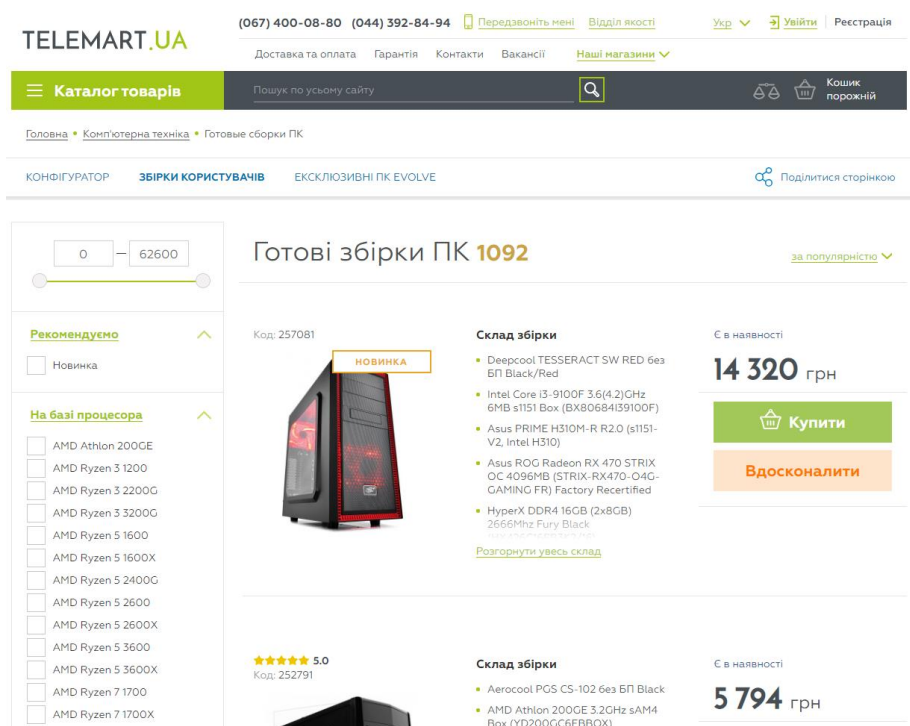 TELEMART.UA
(067) 400-08-80 (044) 392-84-94 Передзвоніть мені Відділ якості Укр Увійти Реєстрація
Доставка та оплата Гарантія Контакти Вакансії Наші магазини
Каталог товарів
Пошук по усьому сайту
Кошик
порожній
Головна • Комп'ютерна техніка • Готовые сборки ПК
КОНФІГУРАТОР ЗБІРКИ КОРИСТУВАЧІВ ЕКСКЛЮЗИВНІ ПК EVOLVE Поділитися сторінкою
0 — 62600
Рекомендуємо
Новинка
На базі процесора
AMD Athlon 200GE
AMD Ryzen 3 1200
AMD Ryzen 3 2200G
AMD Ryzen 3 3200G
AMD Ryzen 5 1600
AMD Ryzen 5 1600X
AMD Ryzen 5 2400G
AMD Ryzen 5 2600
AMD Ryzen 5 2600X
AMD Ryzen 5 3600
AMD Ryzen 5 3600X
AMD Ryzen 7 1700
AMD Ryzen 7 1700X
Готові збірки ПК 1092
за популярністю
Код: 257081
НОВИНКА
Склад збірки
• Deepcool TESSERACT SW RED без
БП Black/Red
• Intel Core i3-9100F 3.6(4.2)GHz
6MB s1151 Box (BX80684I39100F)
• Asus PRIME H310M-R R2.0 (s1151-
V2, Intel H310)
• Asus ROG Radeon RX 470 STRIX
OC 4096MB (STRIX-RX470-O4G-
GAMING FR) Factory Recertified
• HyperX DDR4 16GB (2x8GB)
2666Mhz Fury Black
Розгорнути увесь склад
Є в наявності
14 320 грн
Купити
Вдосконалити
5.0
Код: 252791
Склад збірки
• Aerocool PGS CS-102 без БП Black
• AMD Athlon 200GE 3.2GHz sAM4
Box (YD200GC6FBBOX)
Є в наявності
5 794 грн